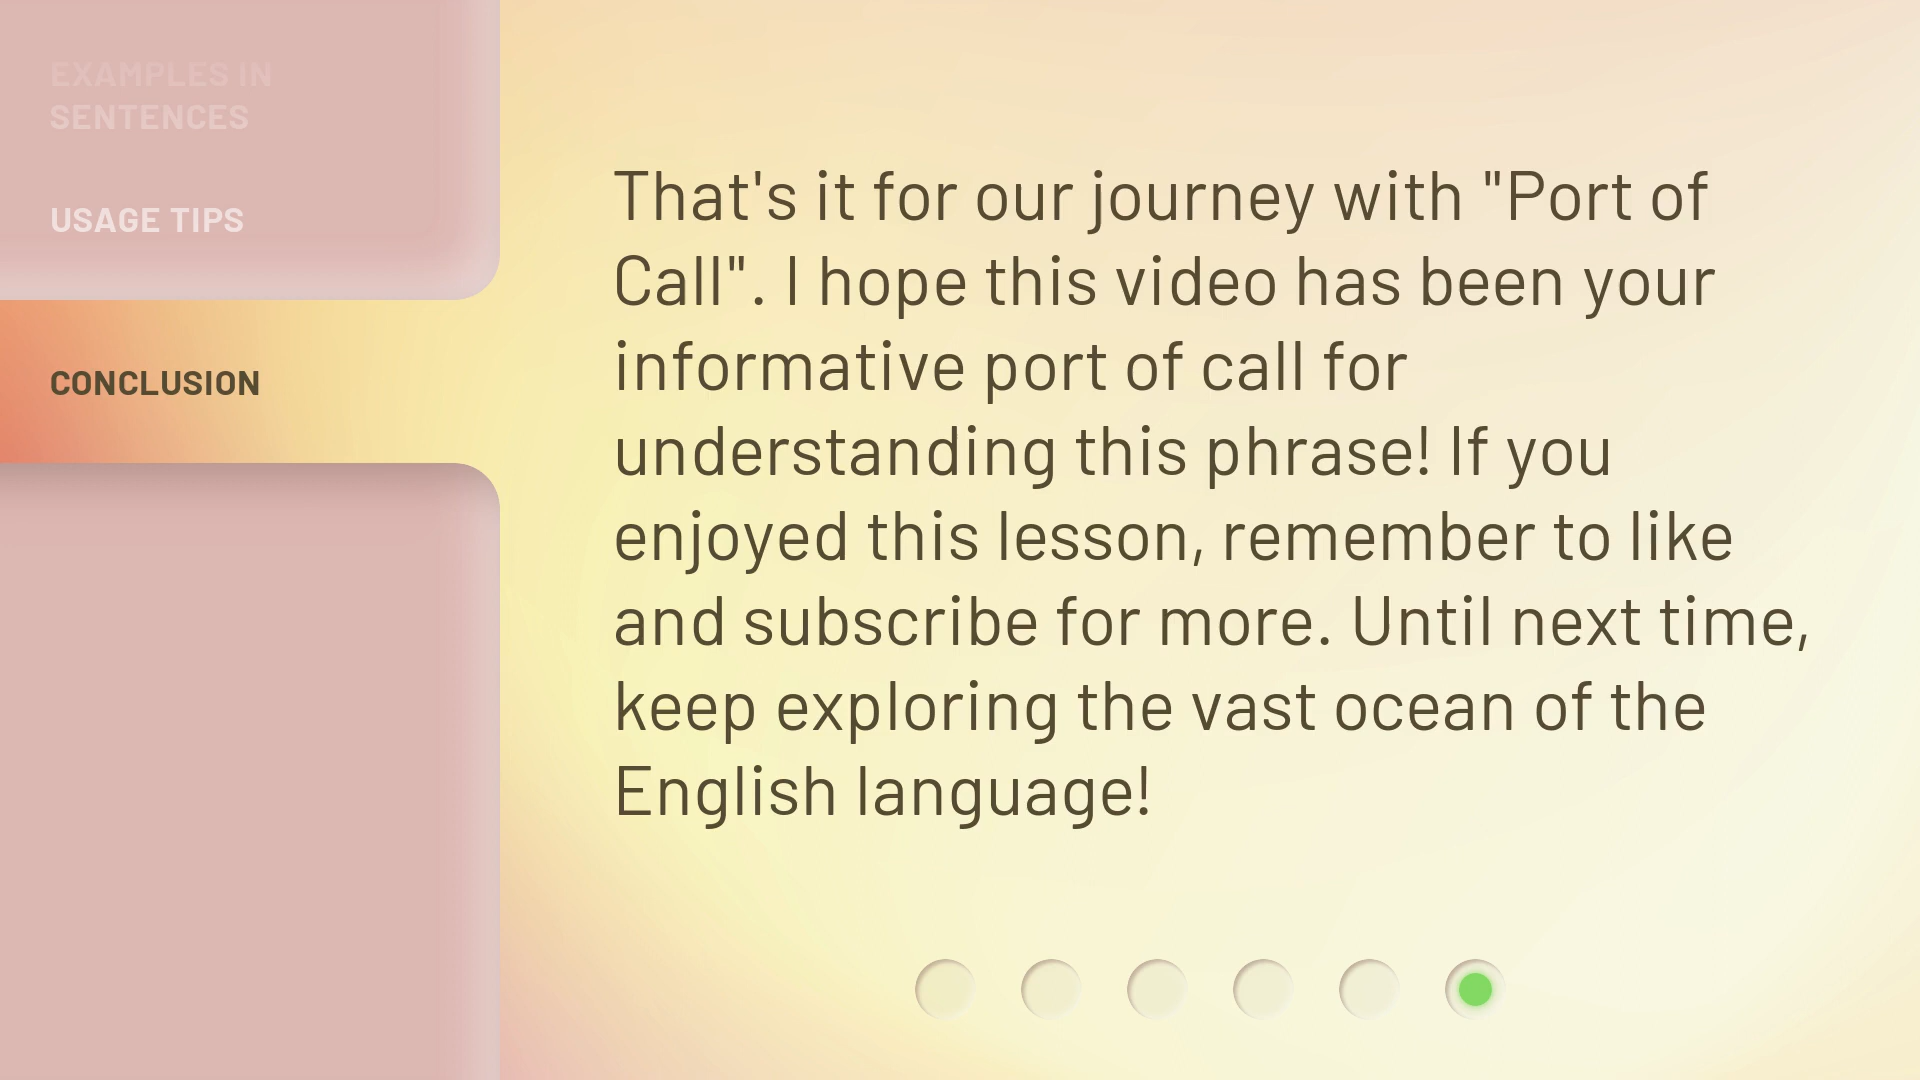 EXAMPLES IN
SENTENCES
USAGE TIPS
CONCLUSION
That's it for our journey with "Port of
Call". I hope this video has been your
informative port of call for
understanding this phrase! If you
enjoyed this lesson, remember to like
and subscribe for more. Until next time,
keep exploring the vast ocean of the
English language!